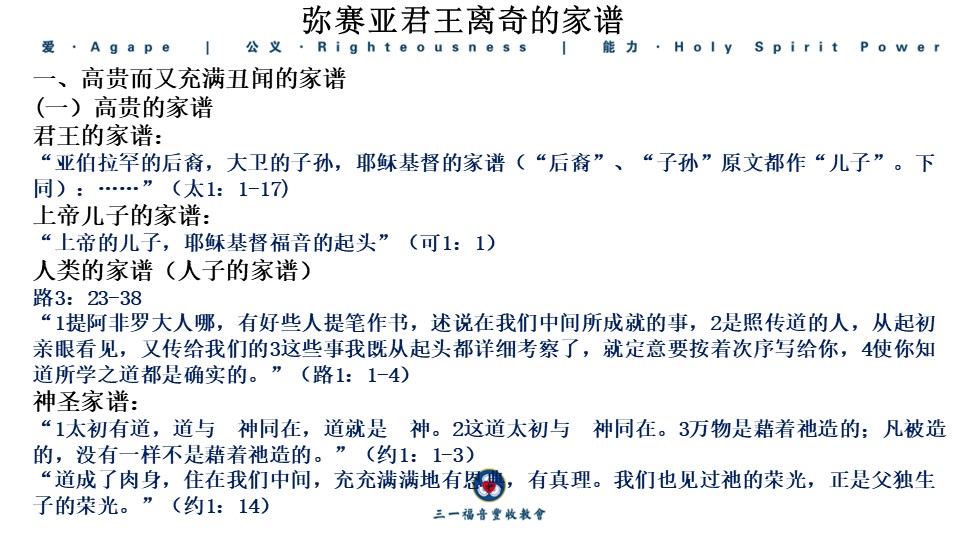 弥赛亚君王离奇的家谱
爱 · Agape | 公义 · Righteousness | 能力 · Holy Spirit Power
一、高贵而又充满丑闻的家谱
(一）高贵的家谱
君王的家谱：
“亚伯拉罕的后裔，大卫的子孙，耶稣基督的家谱（“后裔”、“子孙”原文都作“儿子”。下
同）：……”（太1：1-17)
上帝儿子的家谱：
“上帝的儿子，耶稣基督福音的起头”（可1：1）
人类的家谱（人子的家谱）
路3：23-38
“1提阿非罗大人哪，有好些人提笔作书，述说在我们中间所成就的事，2是照传道的人，从起初
亲眼看见，又传给我们的3这些事我既从起头都详细考察了，就定意要按着次序写给你，4使你知
道所学之道都是确实的。”（路1：1-4）
神圣家谱：
“1太初有道，道与　神同在，道就是　神。2这道太初与　神同在。3万物是藉着祂造的；凡被造
的，没有一样不是藉着祂造的。”（约1：1-3）
“道成了肉身，住在我们中间，充充满满地有恩典，有真理。我们也见过祂的荣光，正是父独生
子的荣光。”（约1：14）
三一福音豐收教會